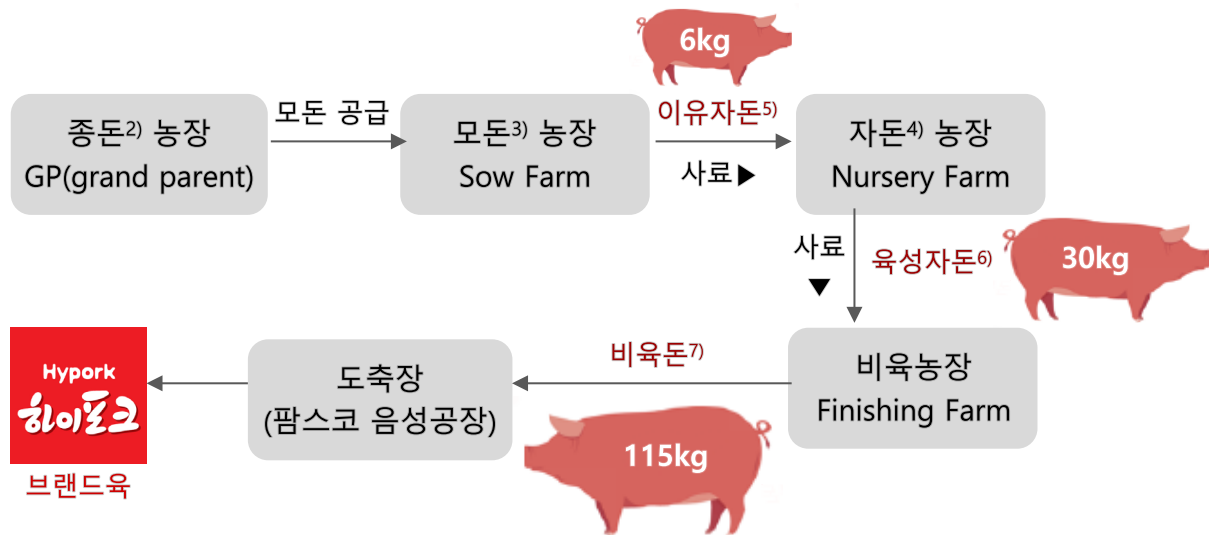 6kg
종돈2) 농장
GP(grand parent)
모돈 공급
모돈3) 농장
Sow Farm
이유자돈5)
사료▶
자돈4) 농장
Nursery Farm
사료
▼
육성자돈6)
30kg
비육농장
Finishing Farm
비육돈7)
115kg
도축장
(팜스코 음성공장)
Hypork
하이포크
브랜드육